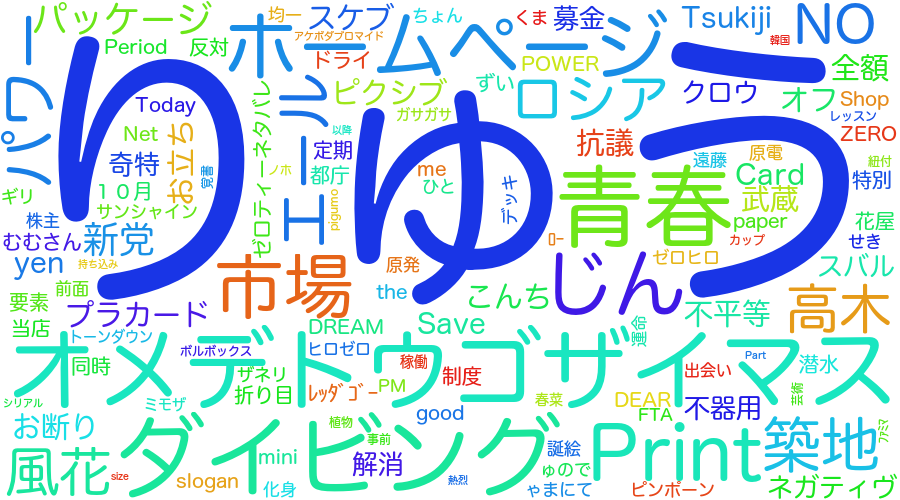 パッケージ
均一
アケボダブロマイド
スケブ
ちょん
くま
募金
Tsukiji
韓国
NO
Period
反対
ホームページ
ドライ
POWER
全額
パワー
Today
りゅう
エール
ピクシブ
ガサガサ
ずい
ロシア
クロウ
オフ
Shop
レッスン
ZERO
Net
お立ち
覚書
ゼロティーネタバレ
以降
定期
抗議
遠藤
原電
紐付
奇特
ノホ
都庁
me
ひと
デッキ
青春
Card
特別
ギリ
10月
サンシャイン
pigumo
武蔵
paper
花屋
株主
むむさん
新党
カップ
せき
yen
持ち込み
市場
原発
the
ロー
じん
ゼロヒロ
スバル
要素
前面
当店
プラカード
こんち
不平等
高木
トーンダウン
DREAM
Save
運命
オメデトウゴザイマス
ボルボックス
ヒロゼロ
稼働
Part
同時
ザネリ
折り目
レッダゴー
PM
制度
出会い
潜水
芸術
シリアル
ミモザ
春菜
DEAR
不器用
お断り
植物
good
FTA
ファミマ
風花
ダイビング
事前
誕絵
Print
築地
mini
解消
ゅので
size
slogan
化身
熱烈
ゃまにて
ピンポーン
ネガティヴ